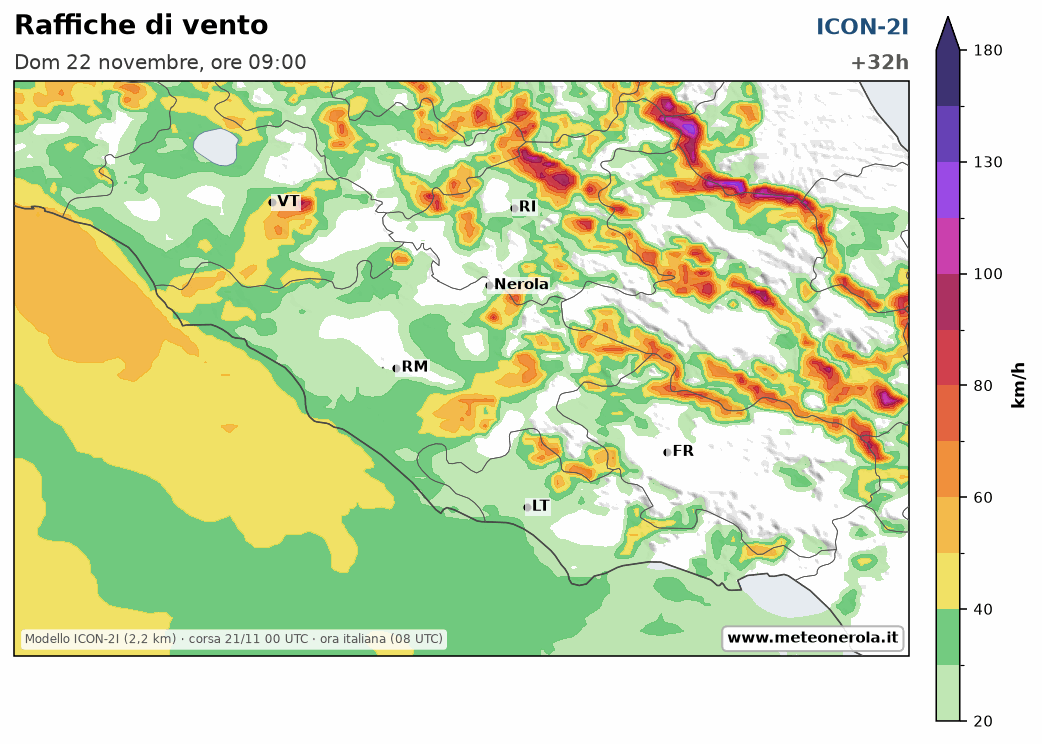 Raffiche di vento
ICON-2I
Dom 22 novembre, ore 09:00
+32h
VT
RI
Nerola
RM
FR
LT
Modello ICON-2I (2,2 km) · corsa 21/11 00 UTC · ora italiana (08 UTC)
www.meteonerola.it
180
130
100
80
60
40
20
km/h